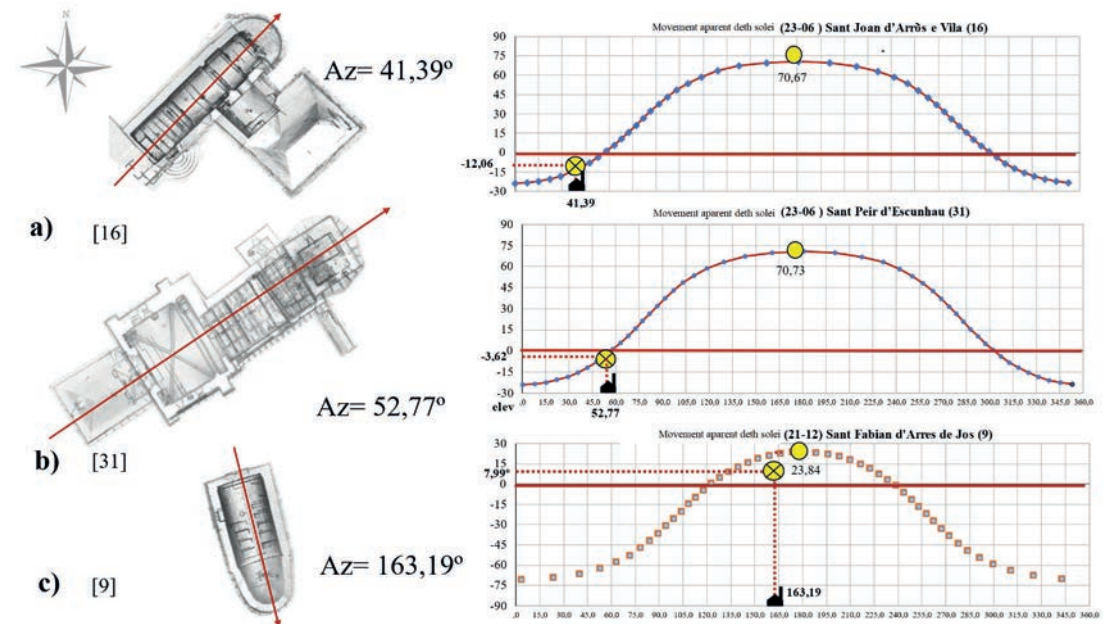 Az= 41,39º
a)
[16]
Movement aparent deth solei (23-06 ) Sant Joan d'Arròs e Vila (16)
90
75
60
45
30
15
0
-15
-30
-12,06
70,67
41,39
Az= 52,77º
b)
[31]
Movement aparent deth solei (23-06 ) Sant Peir d'Escunhau (31)
90
75
60
45
30
15
0
-15
-30
-3,62
elev
70,73
52,77
,0 15,0 30,0 45,0 60,0 75,0 90,0 105,0 120,0 135,0 150,0 165,0 180,0 195,0 210,0 225,0 240,0 255,0 270,0 285,0 300,0 315,0 330,0 345,0 360,0
Az= 163,19º
c)
[9]
Movement aparent deth solei (21-12) Sant Fabian d'Arres de Jos (9)
30
15
0
-15
-30
-45
-60
-75
-90
7,99º
23,84
163,19
,0 15,0 30,0 45,0 60,0 75,0 90,0 105,0 120,0 135,0 150,0 165,0 180,0 195,0 210,0 225,0 240,0 255,0 270,0 285,0 300,0 315,0 330,0 345,0 360,0